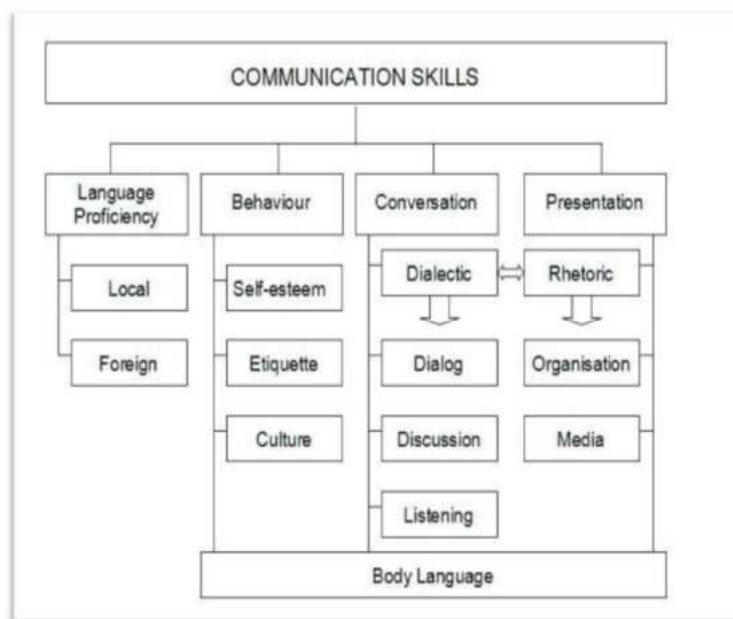 COMMUNICATION SKILLS
Language
Proficiency
Behaviour
Conversation
Presentation
Local
Foreign
Self-esteem
Etiquette
Culture
Dialectic
Dialog
Discussion
Listening
Rhetoric
Organisation
Media
Body Language